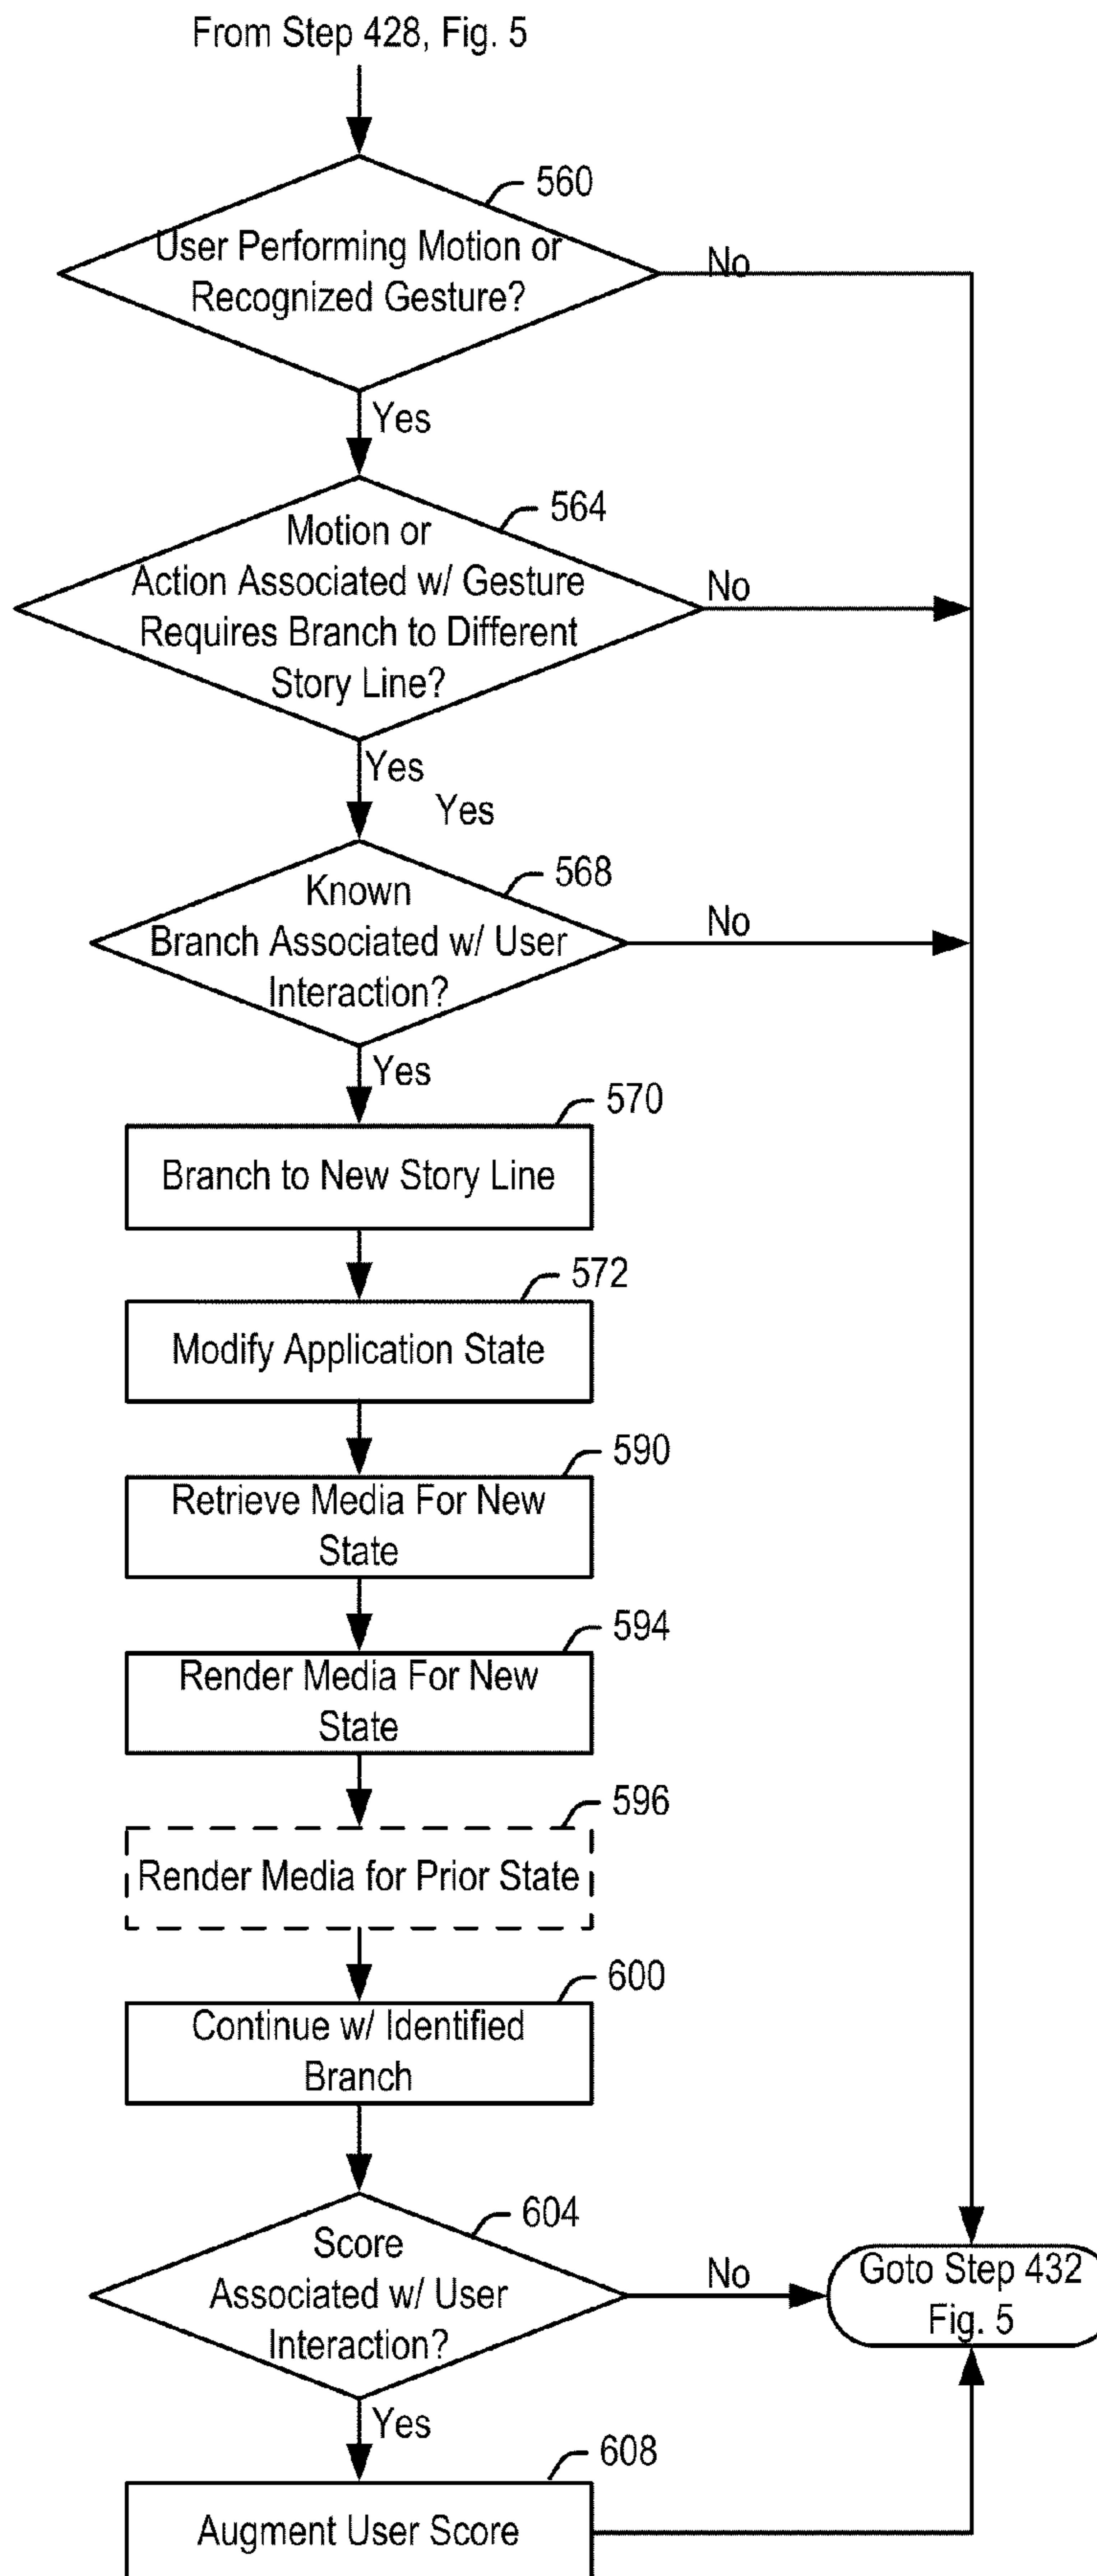 From Step 428, Fig. 5
560
User Performing Motion or
Recognized Gesture?
No
Yes
564
Motion or
Action Associated w/ Gesture
Requires Branch to Different
Story Line?
No
Yes
Yes
568
Known
Branch Associated w/ User
Interaction?
No
Yes
570
Branch to New Story Line
572
Modify Application State
590
Retrieve Media For New
State
594
Render Media For New
State
596
Render Media for Prior State
600
Continue w/ Identified
Branch
604
Score
Associated w/ User
Interaction?
No
Goto Step 432
Fig. 5
Yes
608
Augment User Score